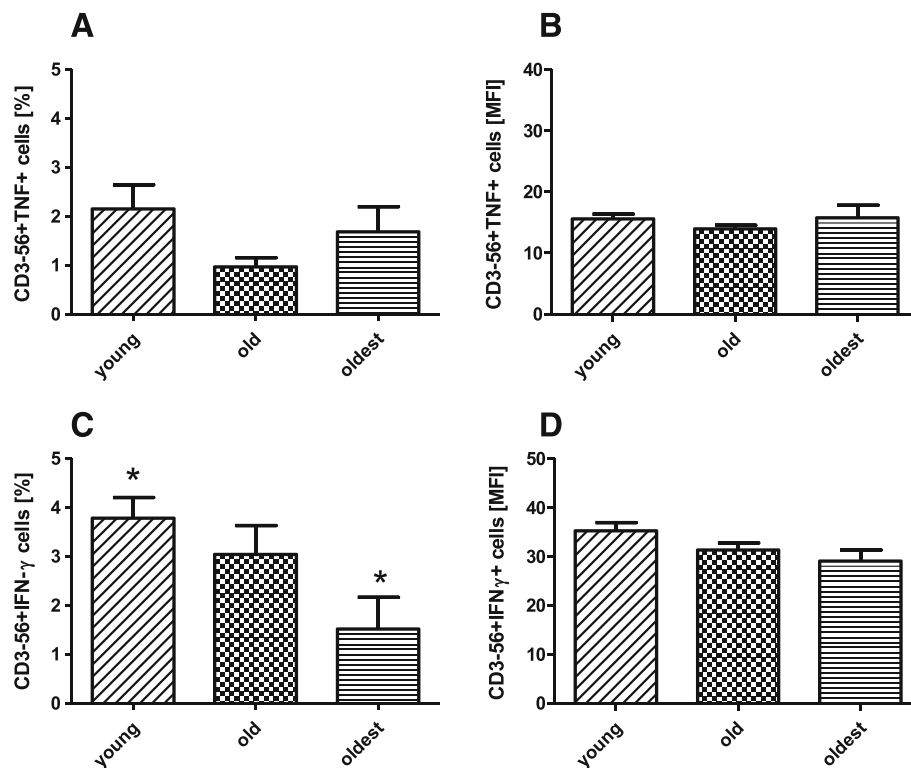 A
CD3-56+TNF+ cells [%]
5
4
3
2
1
0
young
old
oldest
B
CD3-56+TNF+ cells [MFI]
40
30
20
10
0
young
old
oldest
C
CD3-56+IFN-γ cells [%]
5
4
3
2
1
0
*
*
young
old
oldest
D
CD3-56+IFNγ+ cells [MFI]
50
40
30
20
10
0
young
old
oldest